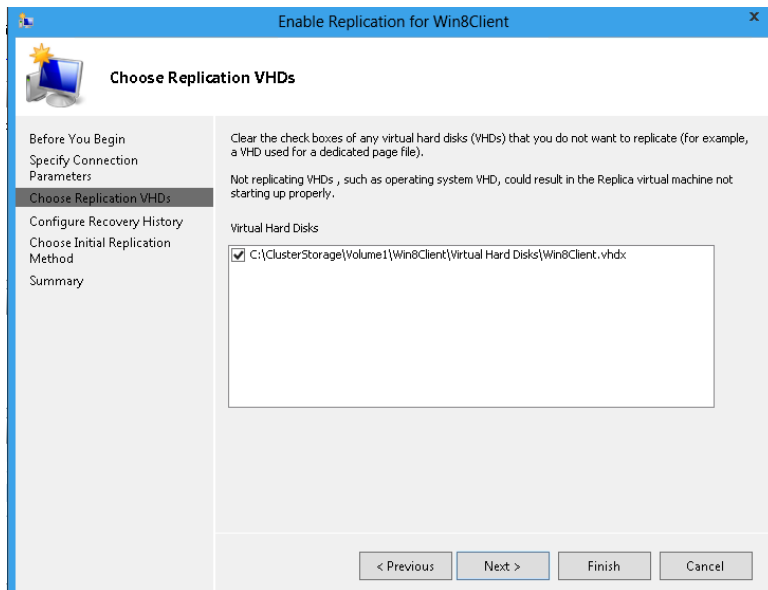 Enable Replication for Win8Client
x
Choose Replication VHDs
Before You Begin
Specify Connection
Parameters
Choose Replication VHDs
Configure Recovery History
Choose Initial Replication
Method
Summary
Clear the check boxes of any virtual hard disks (VHDs) that you do not want to replicate (for example,
a VHD used for a dedicated page file).
Not replicating VHDs , such as operating system VHD, could result in the Replica virtual machine not
starting up properly.
Virtual Hard Disks
C:\ClusterStorage\Volume1\Win8Client\Virtual Hard Disks\Win8Client.vhdx
< Previous
Next >
Finish
Cancel